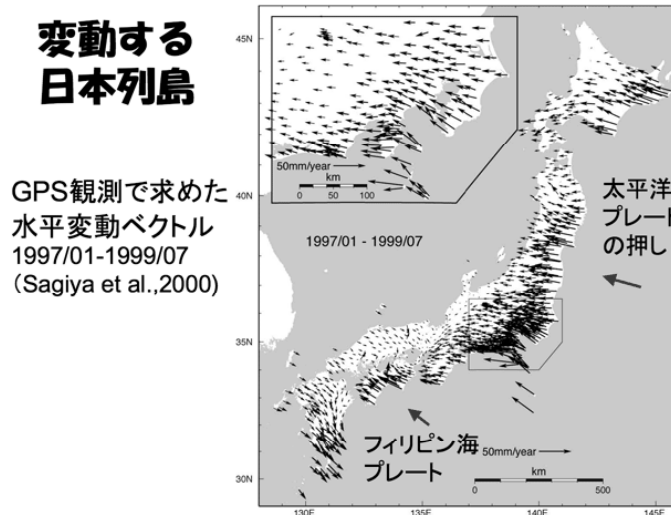 変動する
日本列島
GPS観測で求めた
水平変動ベクトル
1997/01-1999/07
(Sagiya et al.,2000)
45N
40N
35N
30N
130E
135E
140E
145E
50mm/year
km
0 50 100
1997/01 - 1999/07
太平洋
プレート
の押し
フィリピン海
プレート
50mm/year
km
0 500